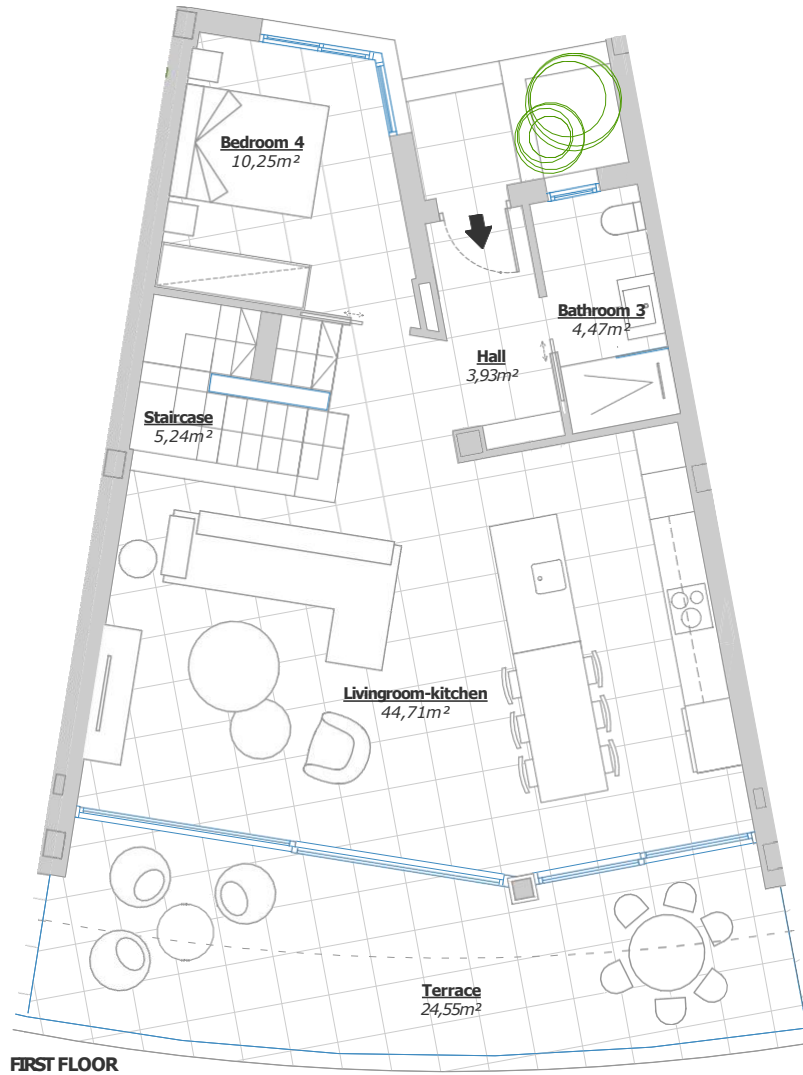 Bedroom 4
10,25m²
Bathroom 3
4,47m²
Hall
3,93m²
Staircase
5,24m²
Livingroom-kitchen
44,71m²
Terrace
24,55m²
FIRST FLOOR